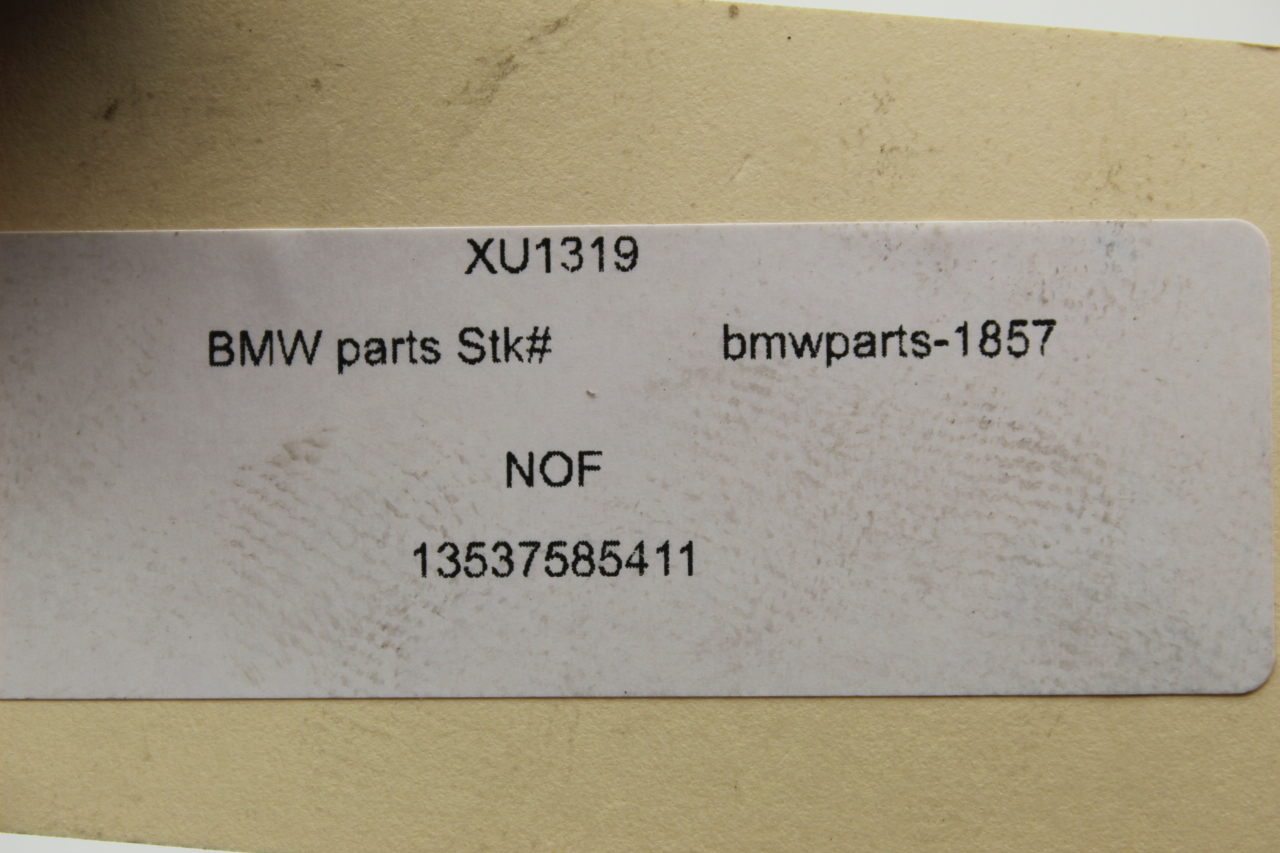 XU1319
BMW parts Stk# bmwparts-1857
NOF
13537585411